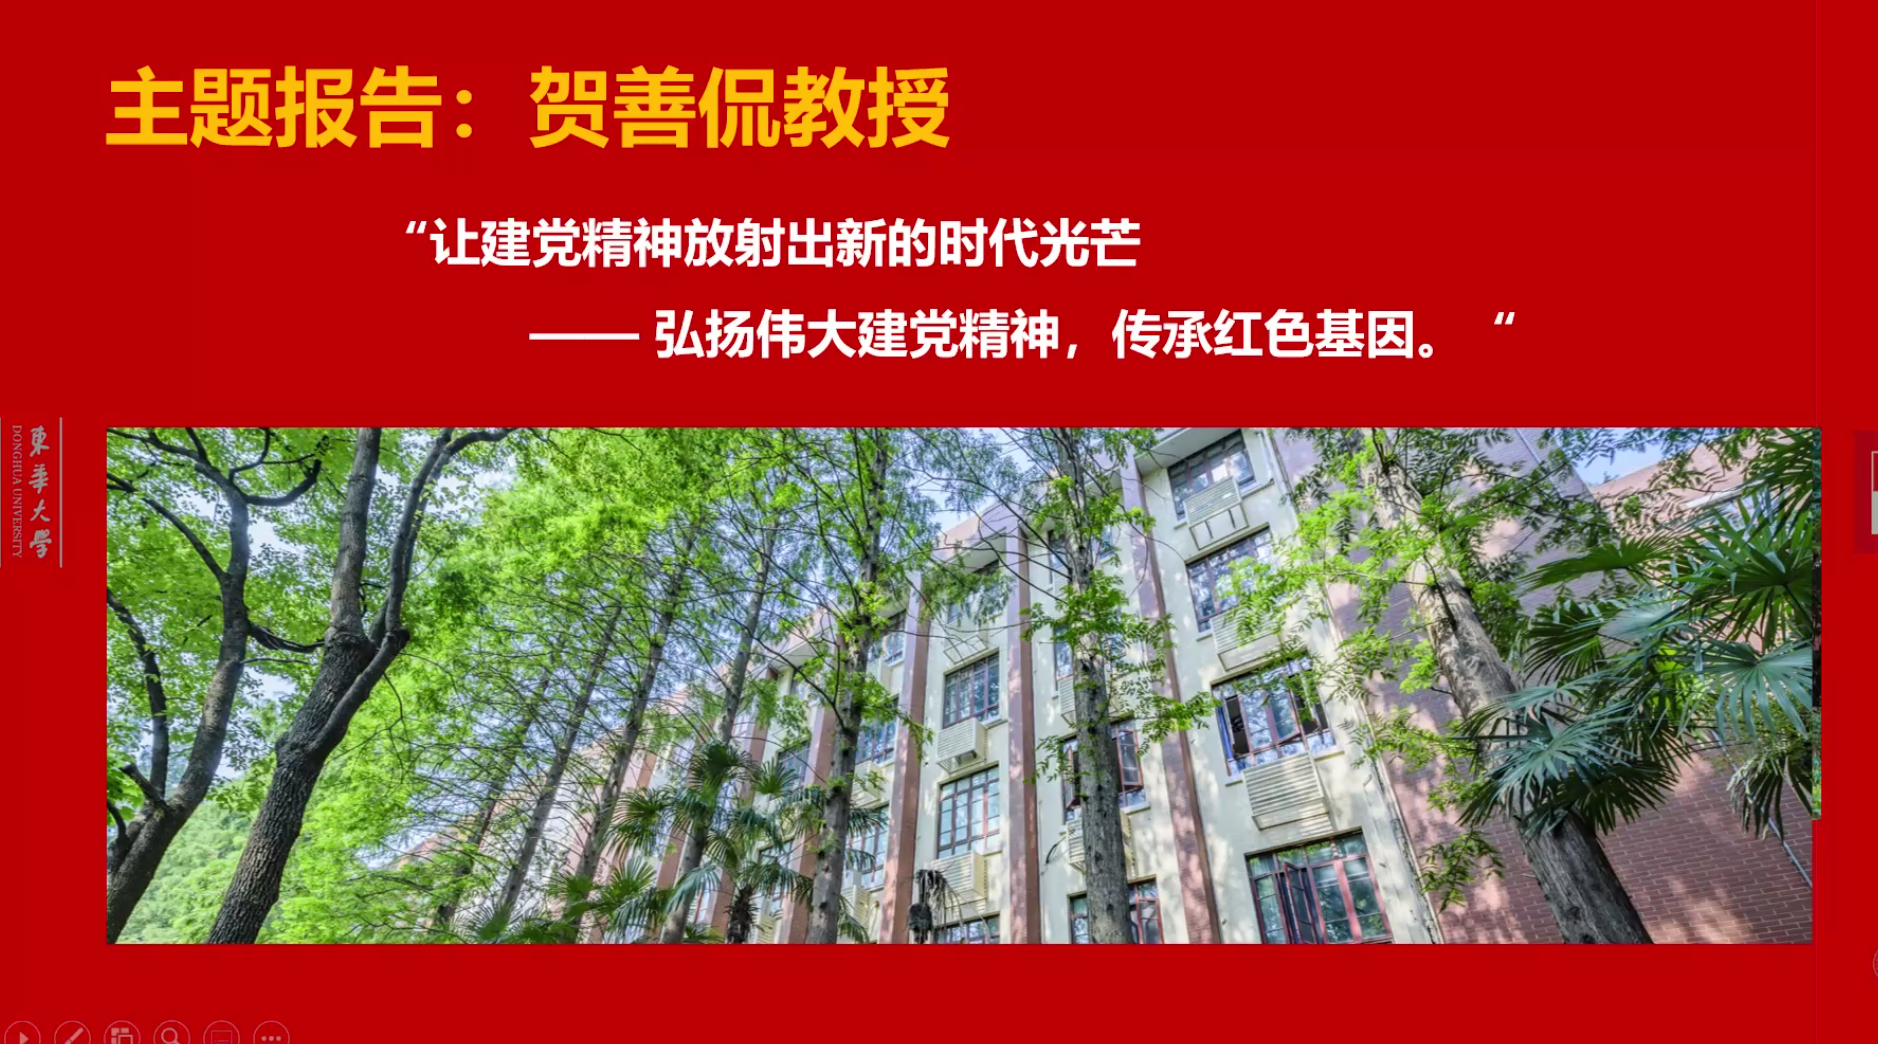 主题报告：贺善侃教授
“让建党精神放射出新的时代光芒
—— 弘扬伟大建党精神，传承红色基因。 “
東華大學
DONGHUA UNIVERSITY